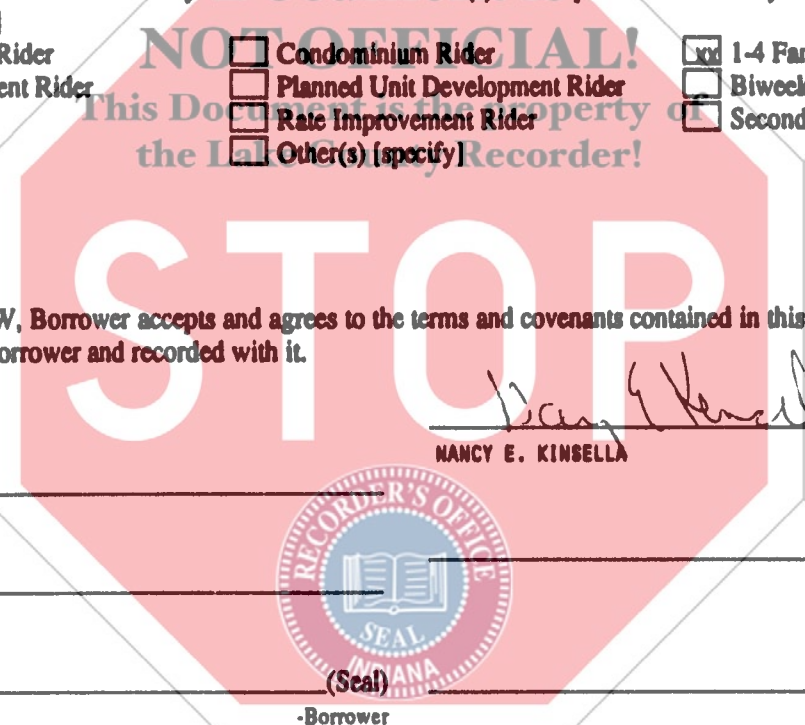 NOT OFFICIAL!
Rider Condominium Rider xx 1-4 Fam
ent Rider Planned Unit Development Rider Biweek
This Document is the property of
Rate Improvement Rider Second
the Lake County Recorder!
Other(s) [specify]
STOP
W, Borrower accepts and agrees to the terms and covenants contained in this
orrower and recorded with it.
Nancy E Kinsell
NANCY E. KINSELLA
RECORDER'S OFFICE
SEAL
INDIANA
(Seal)
-Borrower